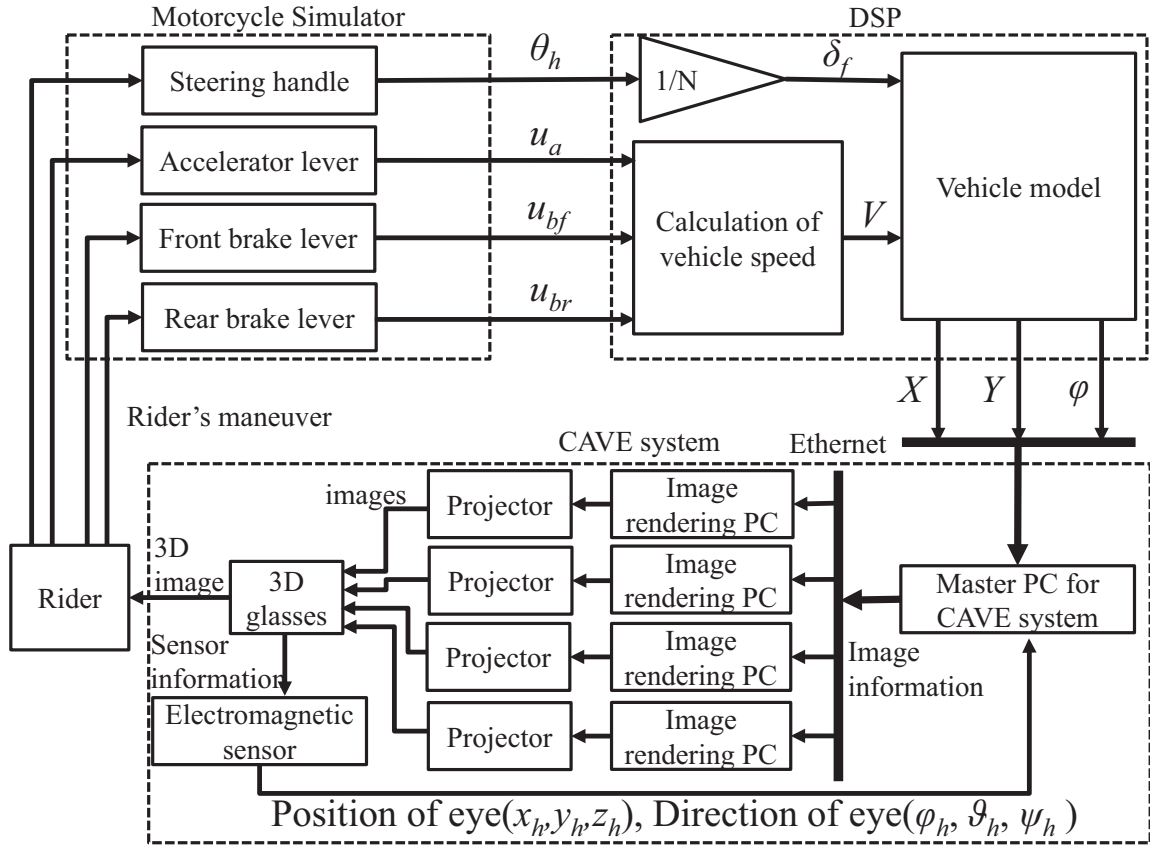 Motorcycle Simulator
DSP
Steering handle
θh
1/N
δf
Accelerator lever
ua
Vehicle model
Front brake lever
ubf
Calculation of
vehicle speed
V
Rear brake lever
ubr
X
Y
φ
Rider's maneuver
CAVE system
Ethernet
images
Projector
Image
rendering PC
3D
image
3D
glasses
Projector
Image
rendering PC
Master PC for
CAVE system
Rider
Sensor
information
Projector
Image
rendering PC
Image
information
Electromagnetic
sensor
Projector
Image
rendering PC
Position of eye(xh,yh,zh), Direction of eye(φh, ϑh, ψh )